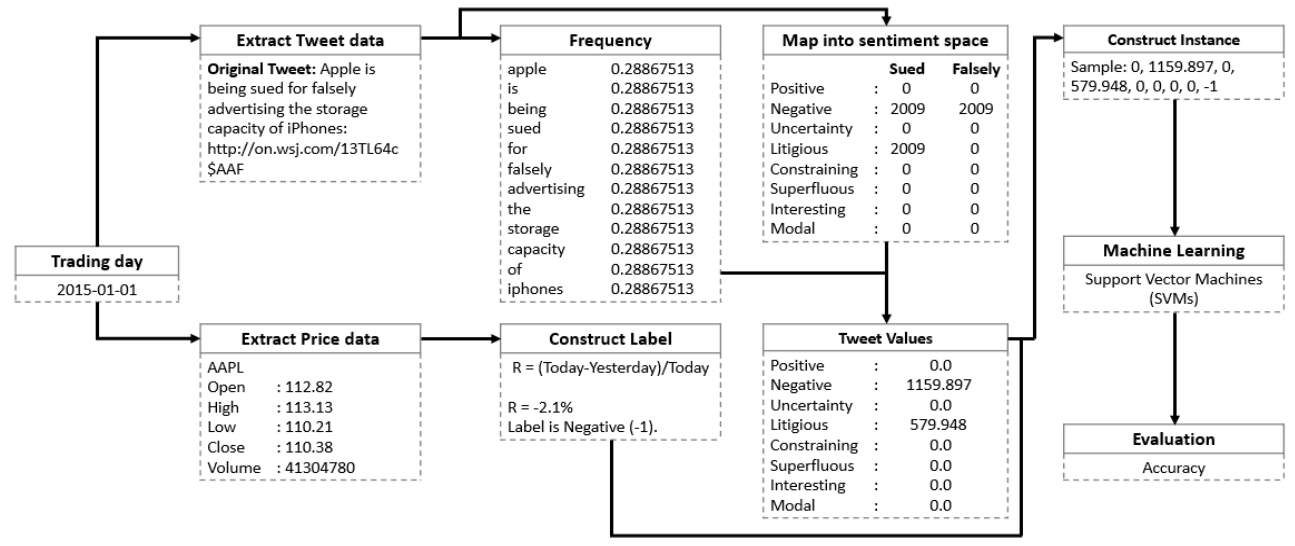 Trading day
2015-01-01
Extract Tweet data
Original Tweet: Apple is
being sued for falsely
advertising the storage
capacity of iPhones:
http://on.wsj.com/13TL64c
$AAF
Frequency
apple 0.28867513
is 0.28867513
being 0.28867513
sued 0.28867513
for 0.28867513
falsely 0.28867513
advertising 0.28867513
the 0.28867513
storage 0.28867513
capacity 0.28867513
of 0.28867513
iphones 0.28867513
Map into sentiment space
Sued Falsely
Positive : 0 0
Negative : 2009 2009
Uncertainty : 0 0
Litigious : 2009 0
Constraining : 0 0
Superfluous : 0 0
Interesting : 0 0
Modal : 0 0
Extract Price data
AAPL
Open : 112.82
High : 113.13
Low : 110.21
Close : 110.38
Volume : 41304780
Construct Label
R = (Today-Yesterday)/Today
R = -2.1%
Label is Negative (-1).
Tweet Values
Positive : 0.0
Negative : 1159.897
Uncertainty : 0.0
Litigious : 579.948
Constraining : 0.0
Superfluous : 0.0
Interesting : 0.0
Modal : 0.0
Construct Instance
Sample: 0, 1159.897, 0,
579.948, 0, 0, 0, 0, -1
Machine Learning
Support Vector Machines
(SVMs)
Evaluation
Accuracy